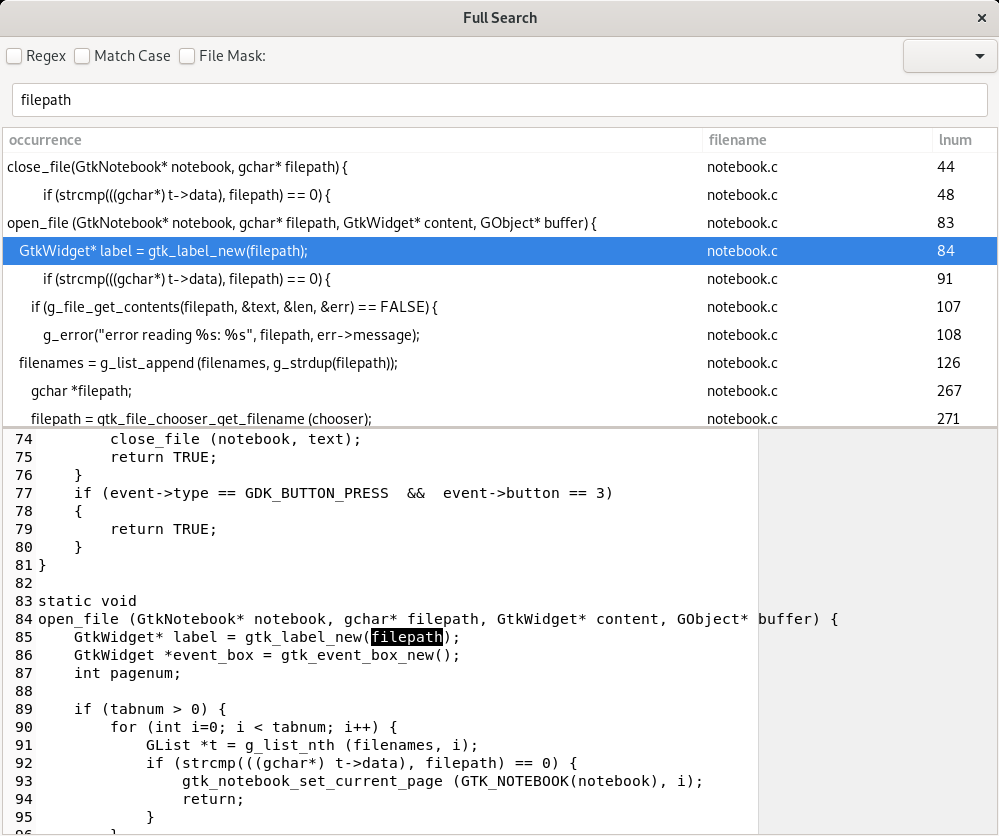 Full Search ×
Regex Match Case File Mask:
filepath
occurrence filename lnum
close_file(GtkNotebook* notebook, gchar* filepath) { notebook.c 44
if (strcmp(((gchar*) t->data), filepath) == 0) { notebook.c 48
open_file (GtkNotebook* notebook, gchar* filepath, GtkWidget* content, GObject* buffer) { notebook.c 83
GtkWidget* label = gtk_label_new(filepath); notebook.c 84
if (strcmp(((gchar*) t->data), filepath) == 0) { notebook.c 91
if (g_file_get_contents(filepath, &text, &len, &err) == FALSE) { notebook.c 107
g_error("error reading %s: %s", filepath, err->message); notebook.c 108
filenames = g_list_append (filenames, g_strdup(filepath)); notebook.c 126
gchar *filepath; notebook.c 267
filepath = gtk_file_chooser_get_filename (chooser); notebook.c 271
74 close_file (notebook, text);
75 return TRUE;
76 }
77 if (event->type == GDK_BUTTON_PRESS  &&  event->button == 3)
78 {
79 return TRUE;
80 }
81 }
82
83 static void
84 open_file (GtkNotebook* notebook, gchar* filepath, GtkWidget* content, GObject* buffer) {
85 GtkWidget* label = gtk_label_new(filepath);
86 GtkWidget *event_box = gtk_event_box_new();
87 int pagenum;
88
89 if (tabnum > 0) {
90 for (int i=0; i < tabnum; i++) {
91 GList *t = g_list_nth (filenames, i);
92 if (strcmp(((gchar*) t->data), filepath) == 0) {
93 gtk_notebook_set_current_page (GTK_NOTEBOOK(notebook), i);
94 return;
95 }
96 }